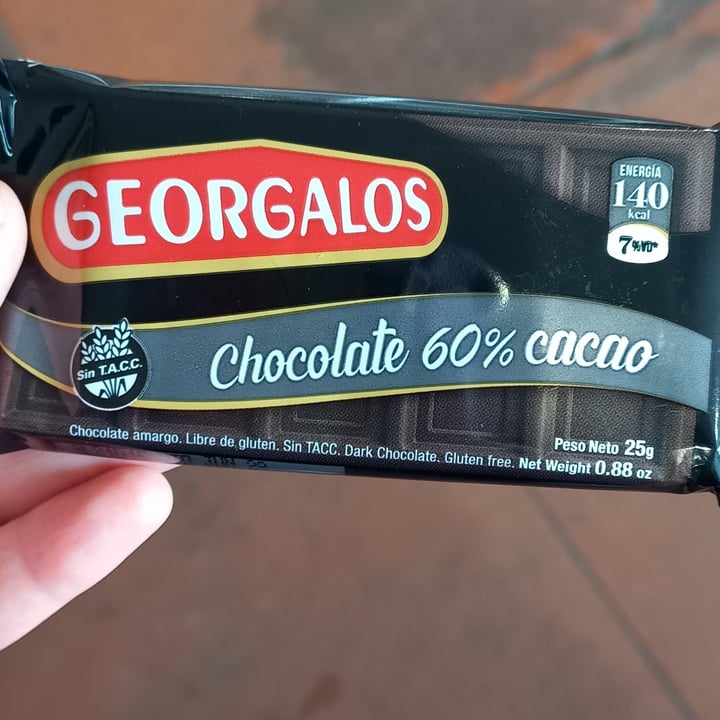 GEORGALOS
ENERGÍA
140
kcal
7%VD*
Sin T.A.C.C.
Chocolate 60% cacao
Chocolate amargo. Libre de gluten. Sin TACC. Dark Chocolate. Gluten free.
Peso Neto 25g
Net Weight 0.88 oz